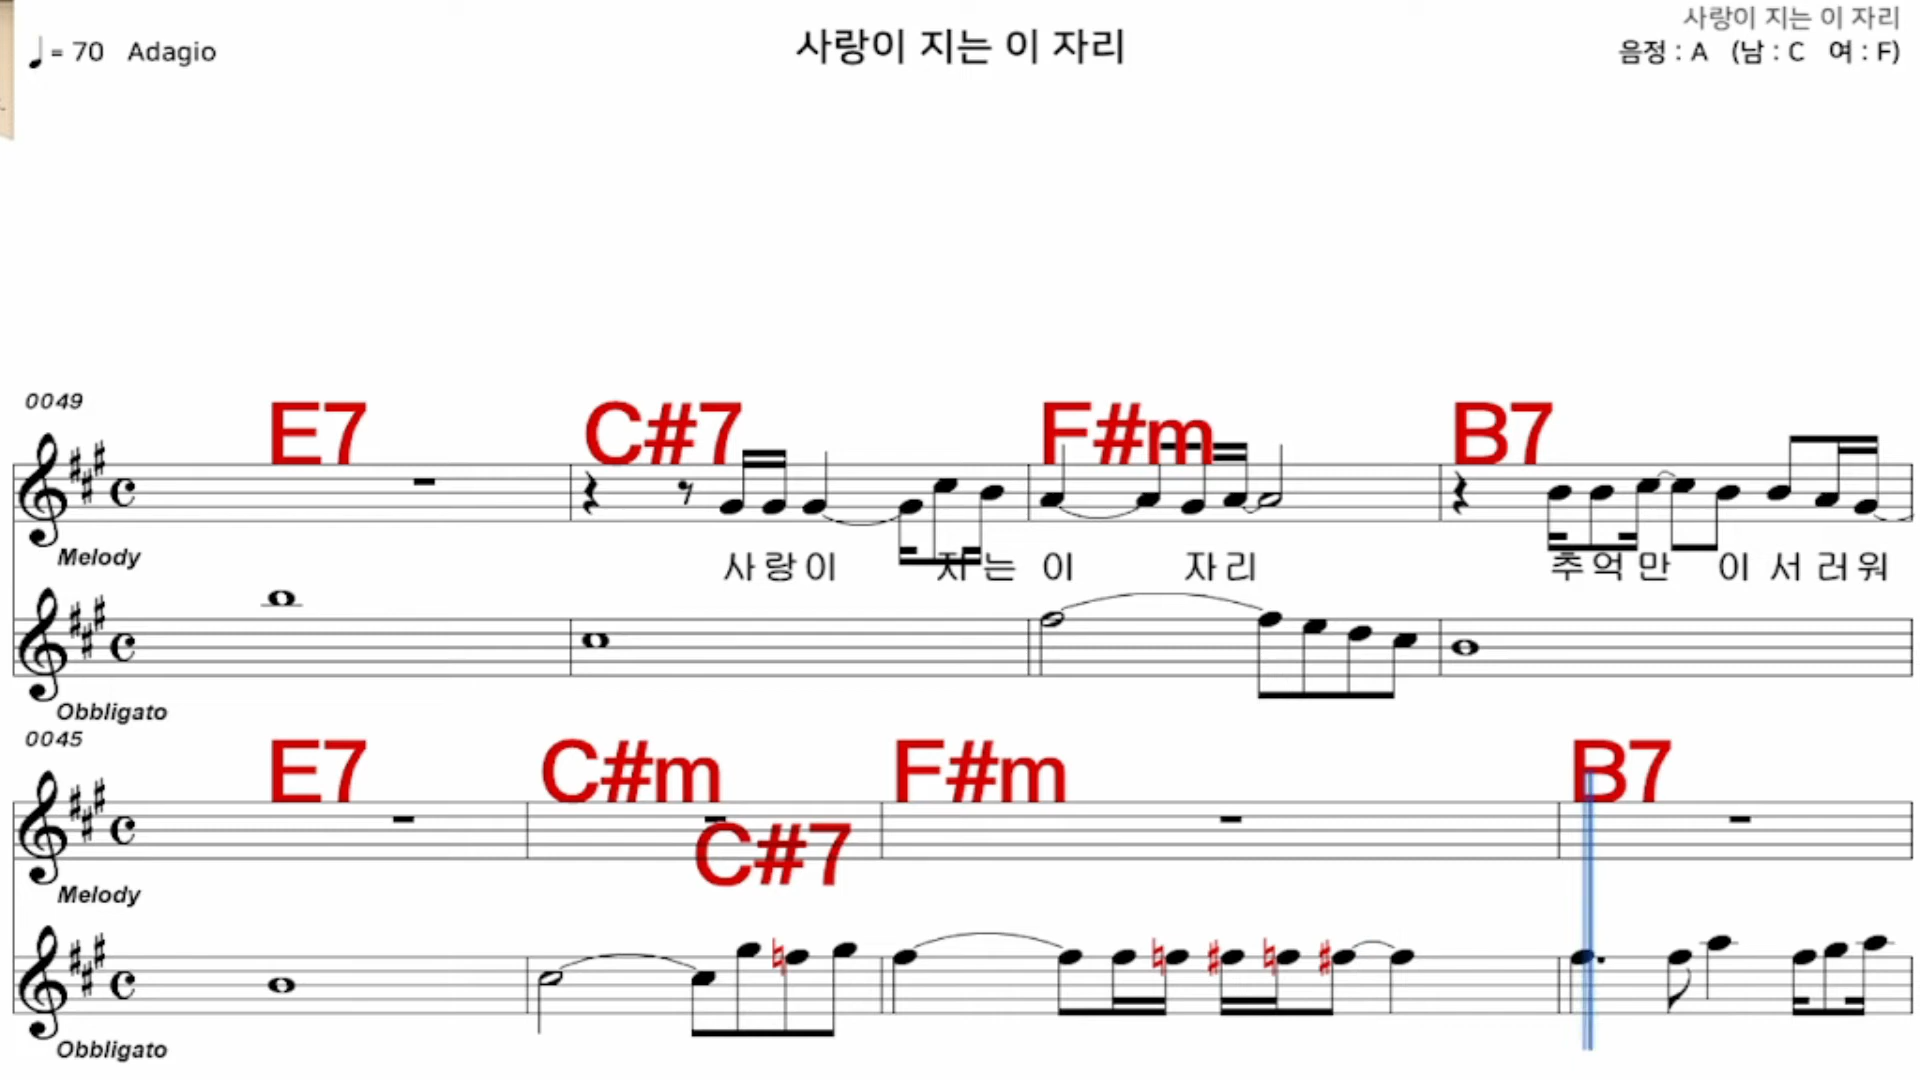 사랑이 지는 이 자리
♩= 70 Adagio
사랑이 지는 이 자리
음정 : A (남 : C 여 : F)
0049
E7 C#7 F#m B7
Melody
사랑이 지는 이 자리 추억만 이 서러워
Obbligato
0045
E7 C#m F#m B7
C#7
Melody
Obbligato